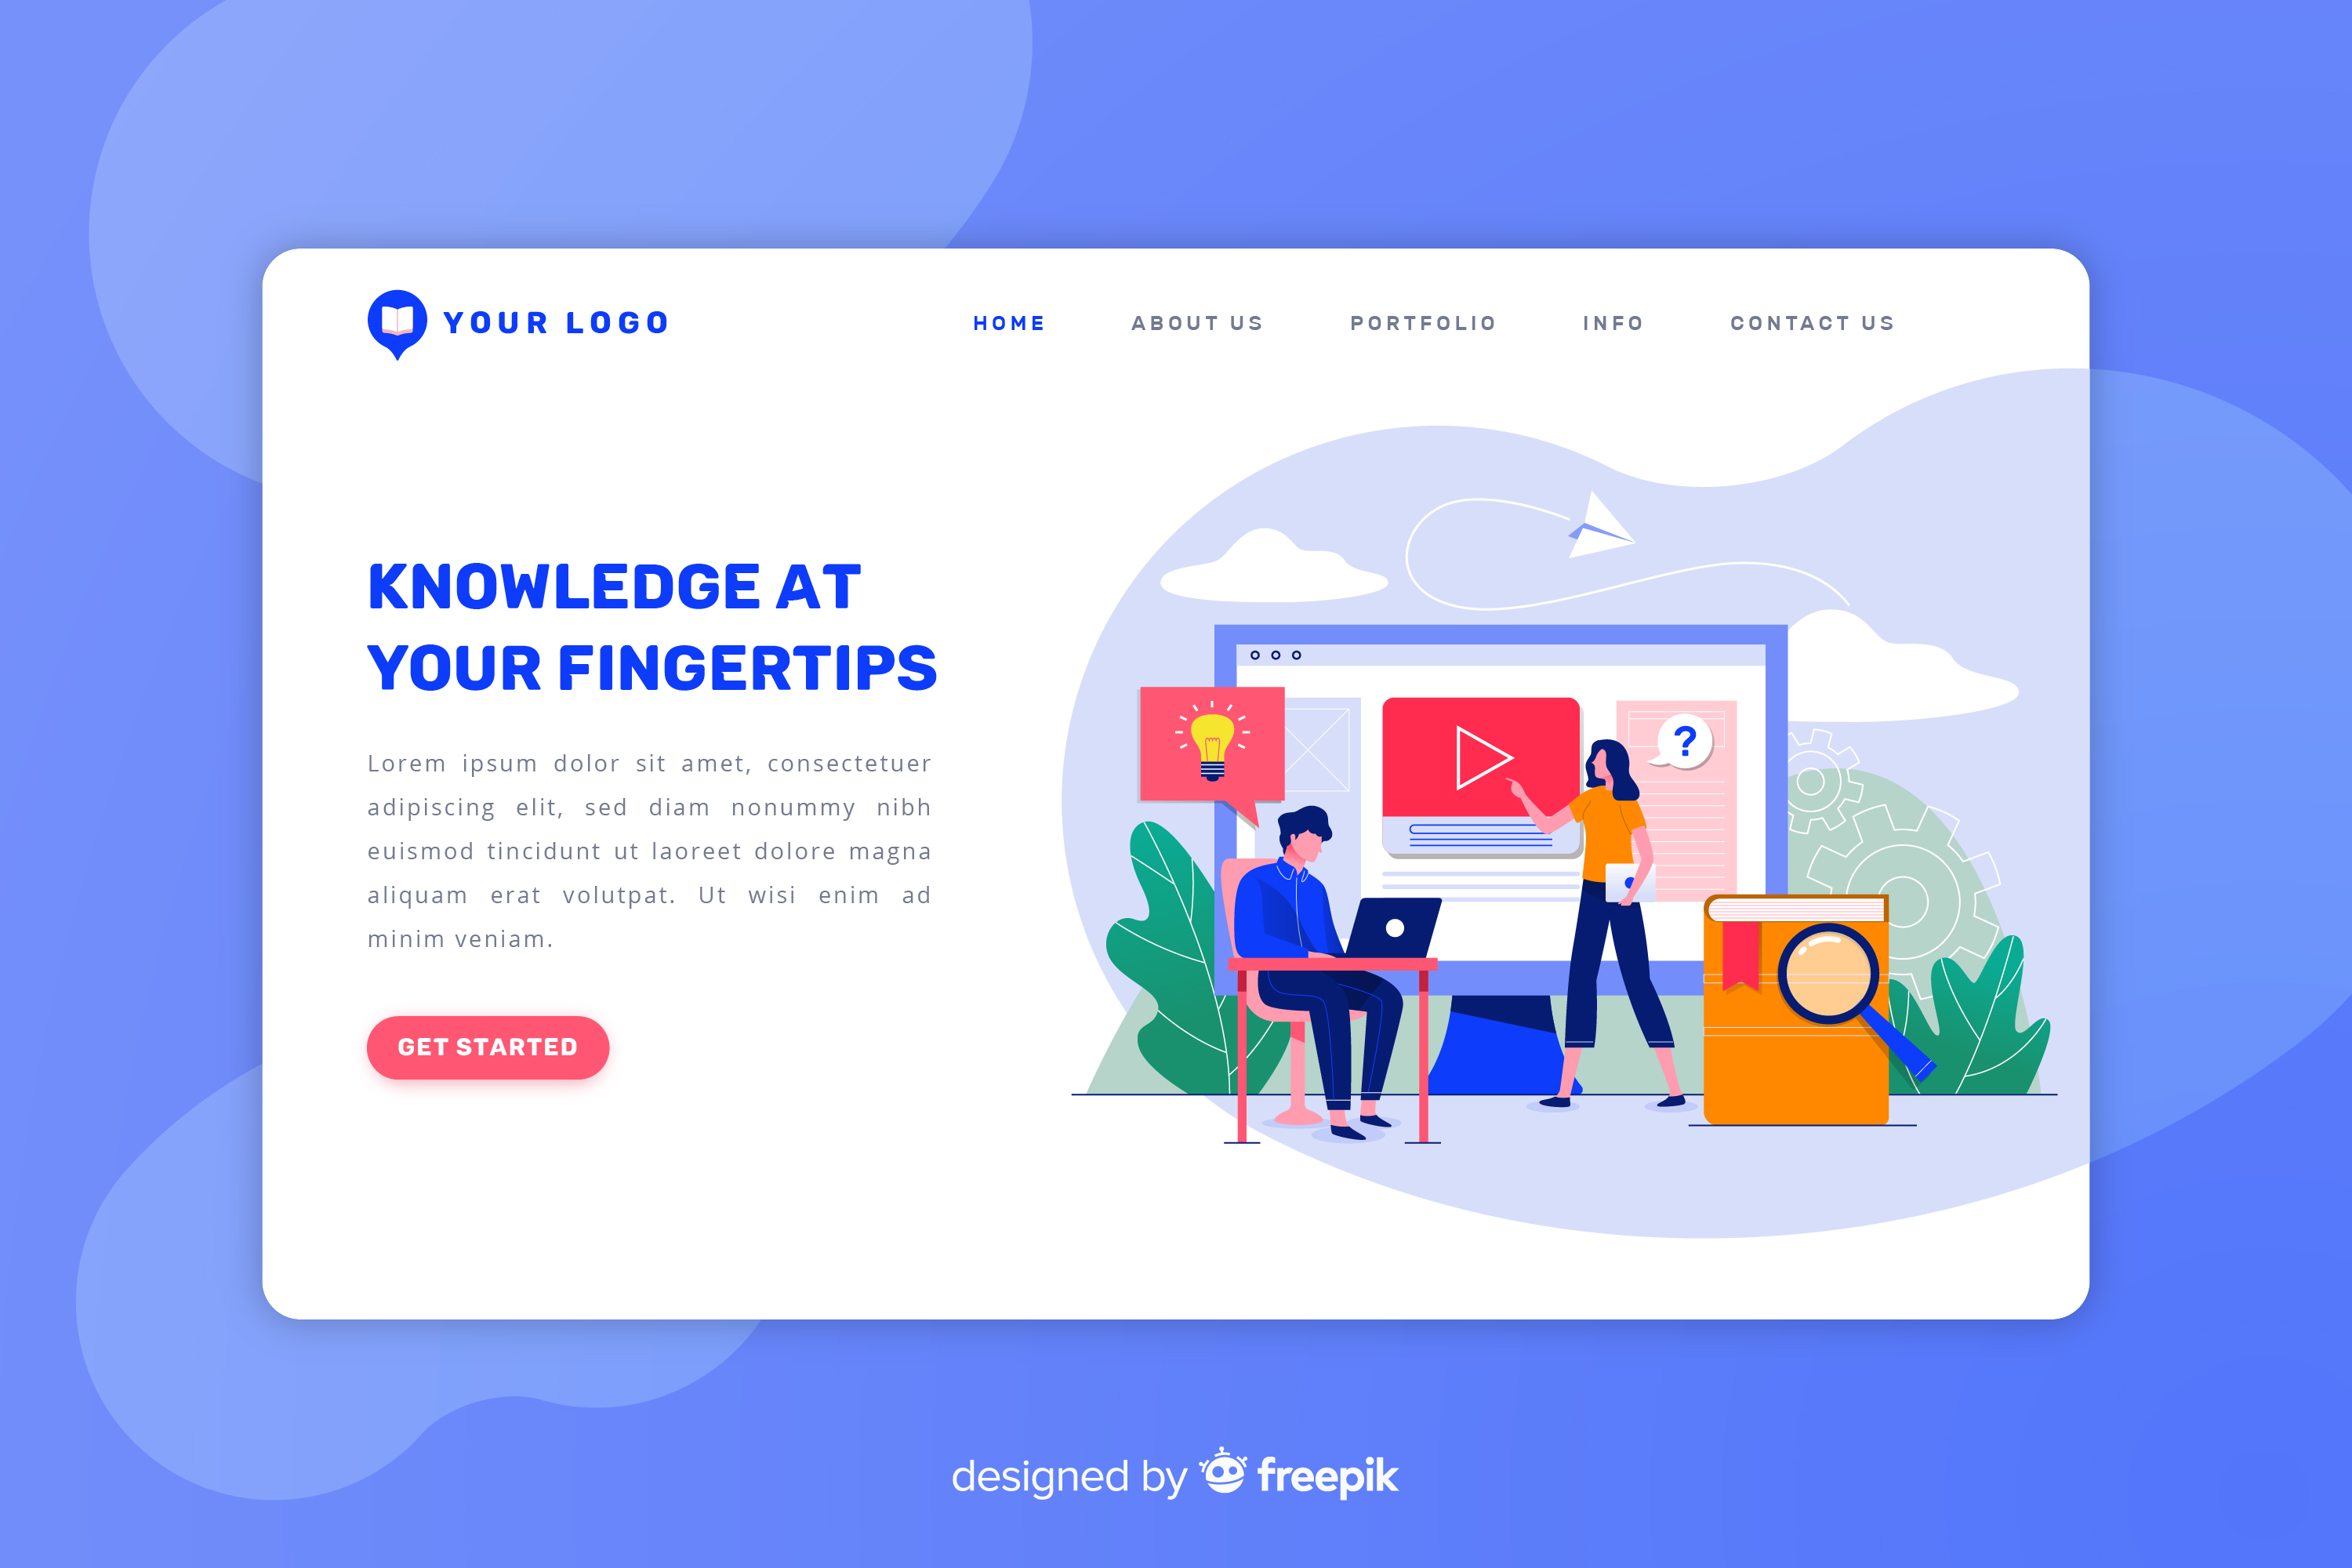 YOUR LOGO
HOME ABOUT US PORTFOLIO INFO CONTACT US
KNOWLEDGE AT
YOUR FINGERTIPS
Lorem ipsum dolor sit amet, consectetuer
adipiscing elit, sed diam nonummy nibh
euismod tincidunt ut laoreet dolore magna
aliquam erat volutpat. Ut wisi enim ad
minim veniam.
GET STARTED
?
designed by freepik